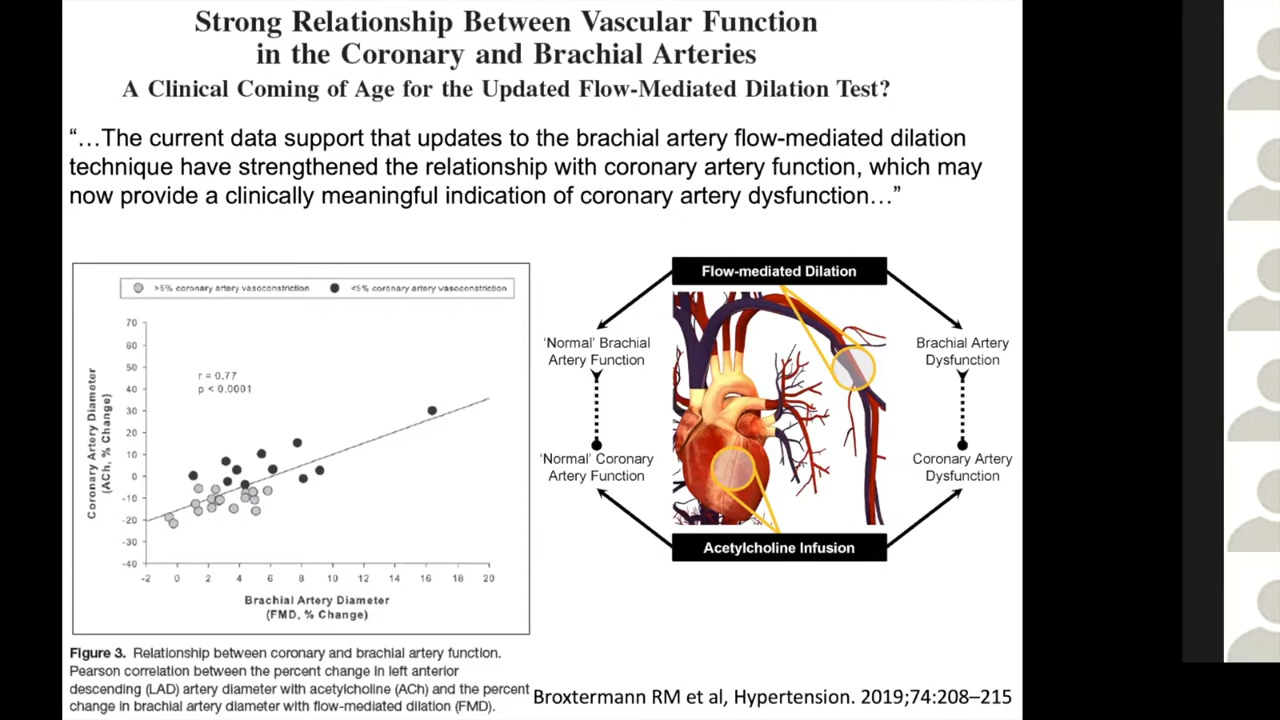 Strong Relationship Between Vascular Function
in the Coronary and Brachial Arteries
A Clinical Coming of Age for the Updated Flow-Mediated Dilation Test?
“…The current data support that updates to the brachial artery flow-mediated dilation
technique have strengthened the relationship with coronary artery function, which may
now provide a clinically meaningful indication of coronary artery dysfunction…”
>5% coronary artery vasoconstriction
<5% coronary artery vasoconstriction
70
60
50
40
30
20
10
0
-10
-20
-30
-40
r = 0.77
p < 0.0001
Coronary Artery Diameter
(ACh, % Change)
-2 0 2 4 6 8 10 12 14 16 18 20
Brachial Artery Diameter
(FMD, % Change)
Figure 3. Relationship between coronary and brachial artery function.
Pearson correlation between the percent change in left anterior
descending (LAD) artery diameter with acetylcholine (ACh) and the percent
change in brachial artery diameter with flow-mediated dilation (FMD).
Flow-mediated Dilation
‘Normal’ Brachial
Artery Function
Brachial Artery
Dysfunction
‘Normal’ Coronary
Artery Function
Coronary Artery
Dysfunction
Acetylcholine Infusion
Broxtermann RM et al, Hypertension. 2019;74:208–215